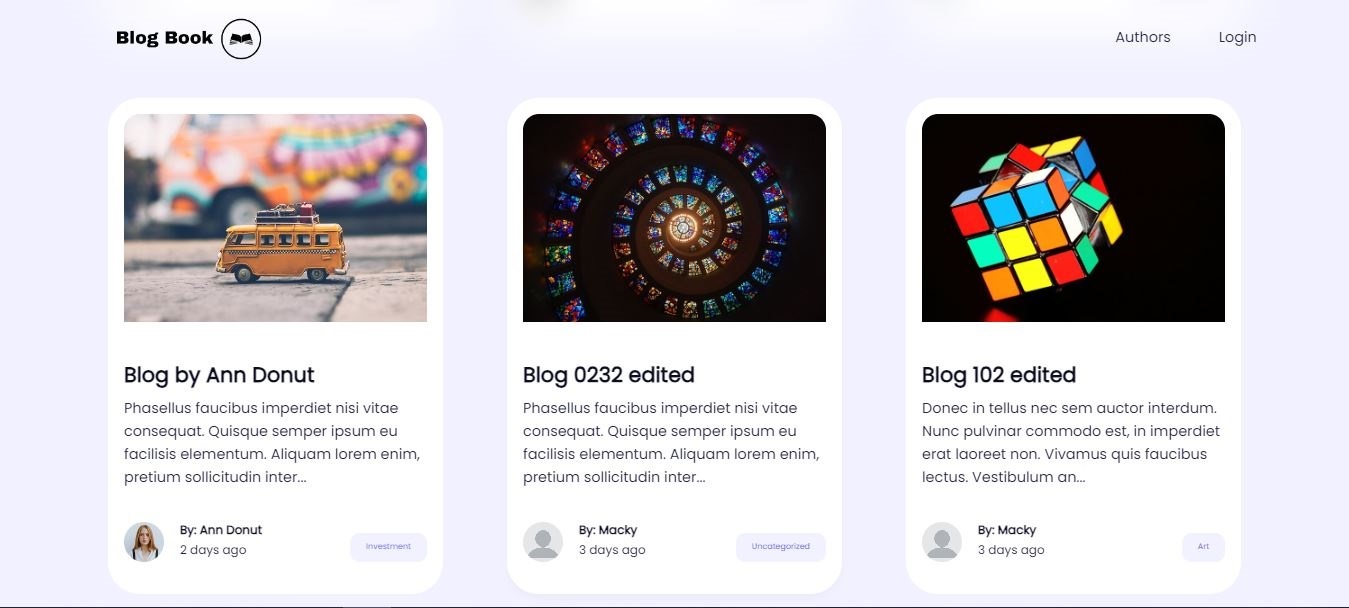 Blog Book
Authors
Login
Blog by Ann Donut
Phasellus faucibus imperdiet nisi vitae
consequat. Quisque semper ipsum eu
facilisis elementum. Aliquam lorem enim,
pretium sollicitudin inter...
By: Ann Donut
2 days ago
Investment
Blog 0232 edited
Phasellus faucibus imperdiet nisi vitae
consequat. Quisque semper ipsum eu
facilisis elementum. Aliquam lorem enim,
pretium sollicitudin inter...
By: Macky
3 days ago
Uncategorized
Blog 102 edited
Donec in tellus nec sem auctor interdum.
Nunc pulvinar commodo est, in imperdiet
erat laoreet non. Vivamus quis faucibus
lectus. Vestibulum an...
By: Macky
3 days ago
Art